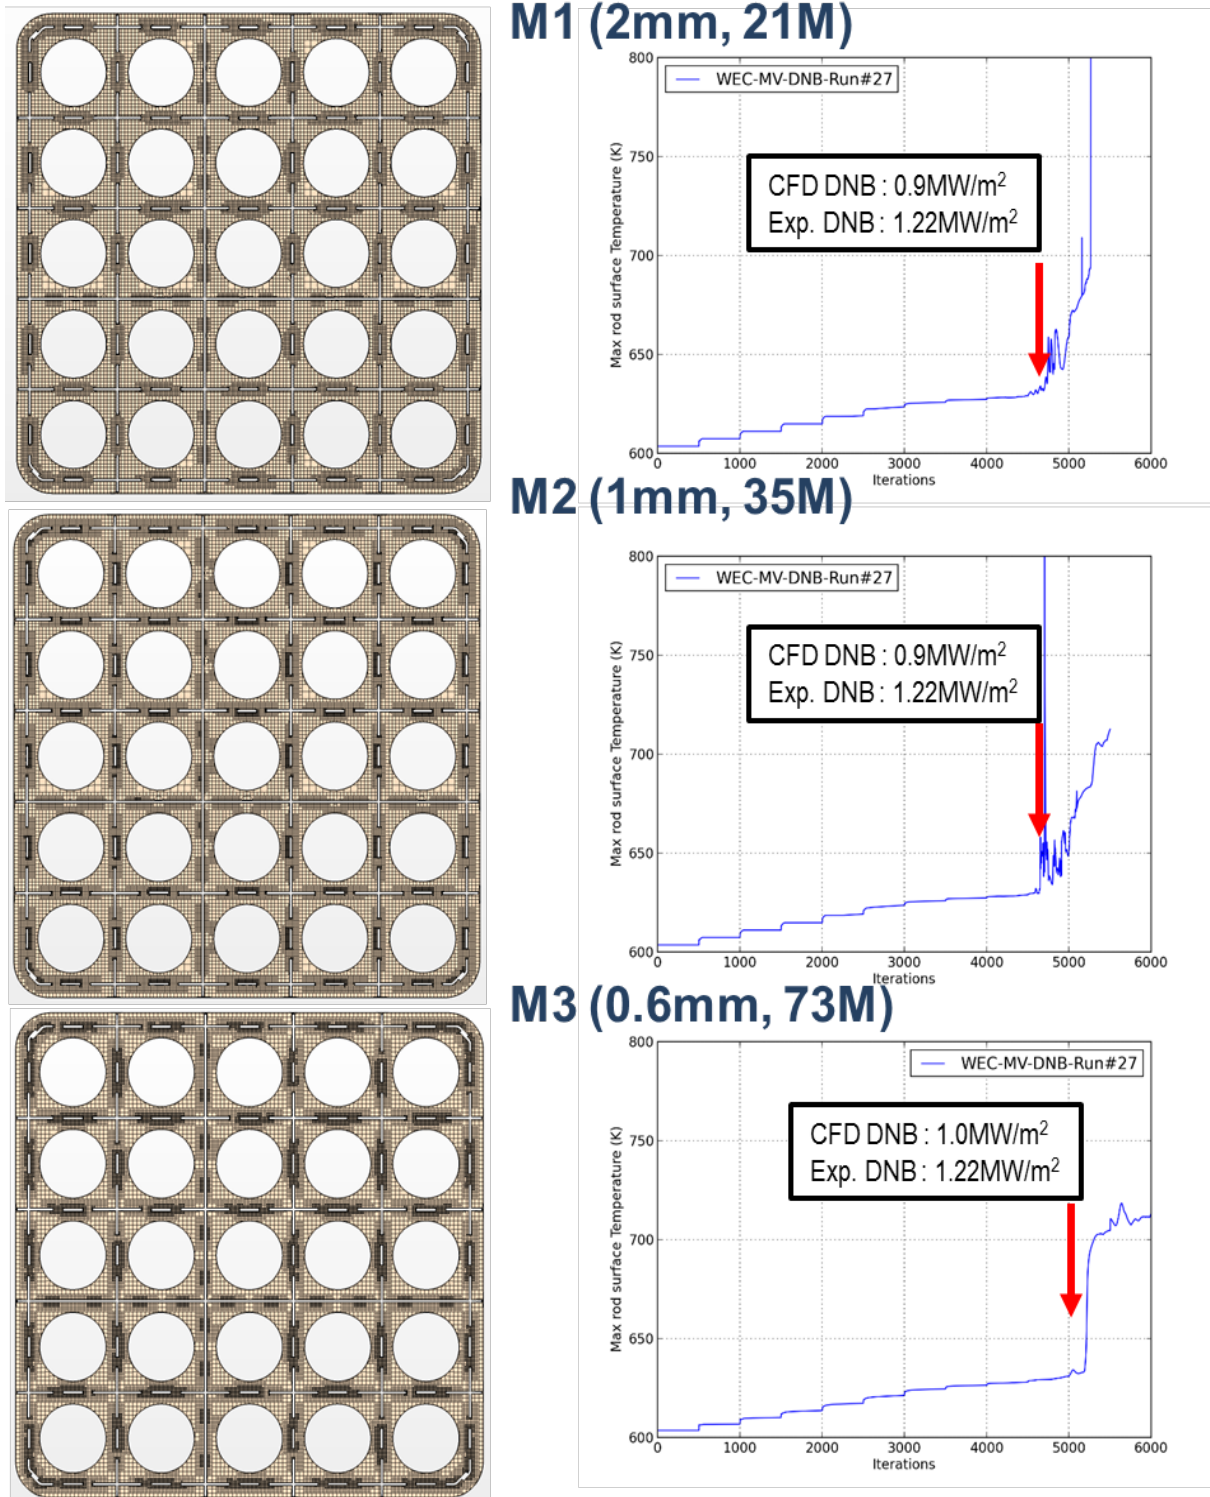 M1 (2mm, 21M)
800
750
700
650
600
Max rod surface Temperature (K)
WEC-MV-DNB-Run#27
CFD DNB : 0.9MW/m²
Exp. DNB : 1.22MW/m²
0 1000 2000 3000 4000 5000 6000
Iterations
M2 (1mm, 35M)
800
750
700
650
600
Max rod surface Temperature (K)
WEC-MV-DNB-Run#27
CFD DNB : 0.9MW/m²
Exp. DNB : 1.22MW/m²
0 1000 2000 3000 4000 5000 6000
Iterations
M3 (0.6mm, 73M)
800
750
700
650
600
Max rod surface Temperature (K)
WEC-MV-DNB-Run#27
CFD DNB : 1.0MW/m²
Exp. DNB : 1.22MW/m²
0 1000 2000 3000 4000 5000 6000
Iterations